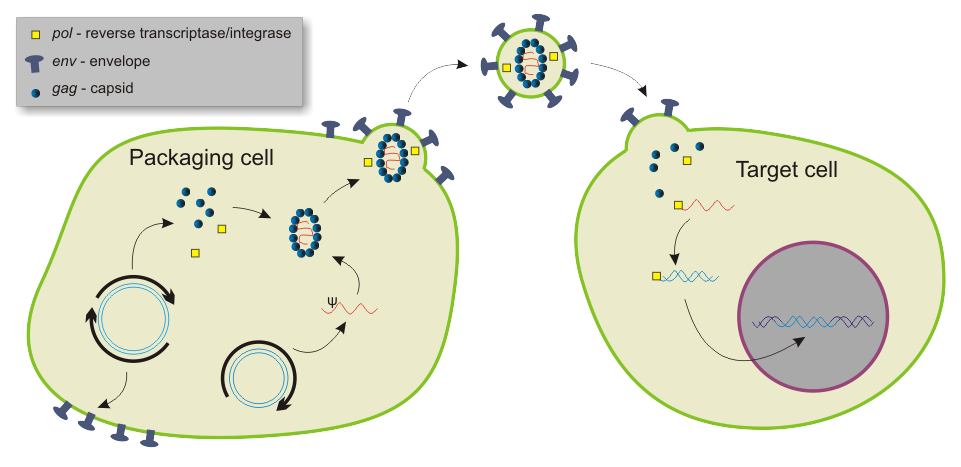 pol - reverse transcriptase/integrase
env - envelope
gag - capsid
Packaging cell
Target cell
Ψ